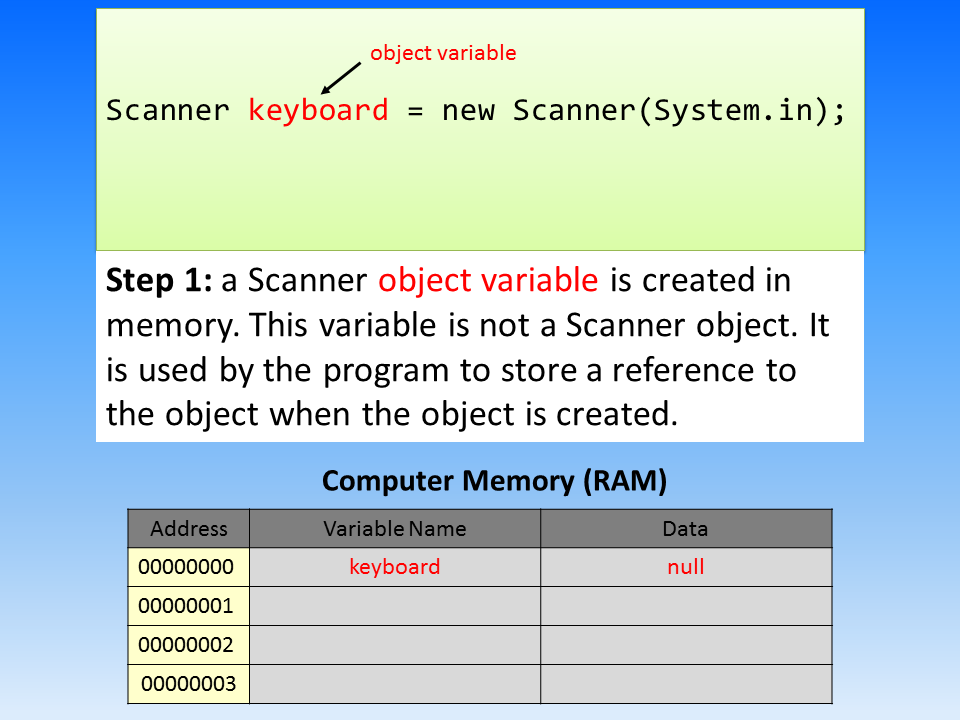 object variable
Scanner keyboard = new Scanner(System.in);
Step 1: a Scanner object variable is created in
memory. This variable is not a Scanner object. It
is used by the program to store a reference to
the object when the object is created.
Computer Memory (RAM)
Address Variable Name Data
00000000 keyboard null
00000001
00000002
00000003